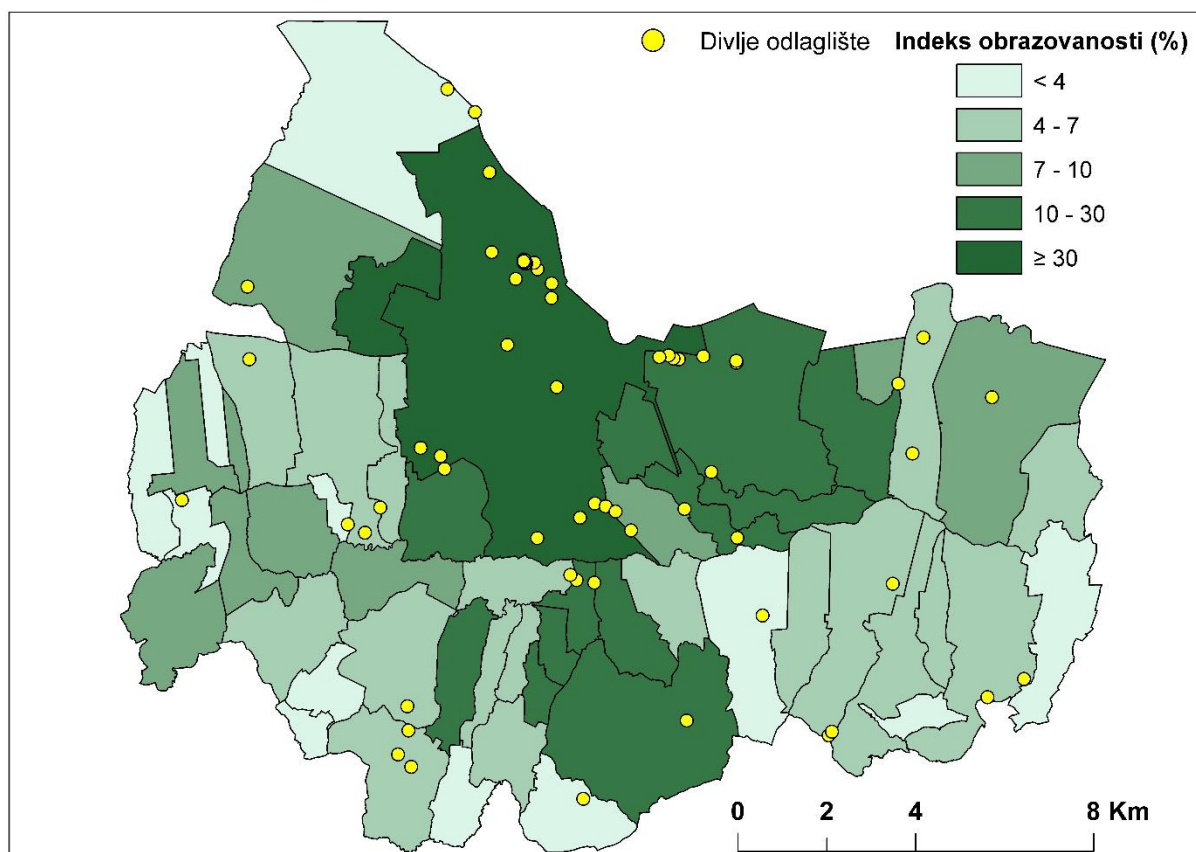 Divlje odlaglište Indeks obrazovanosti (%)
< 4
4 - 7
7 - 10
10 - 30
≥ 30
0 2 4 8 Km